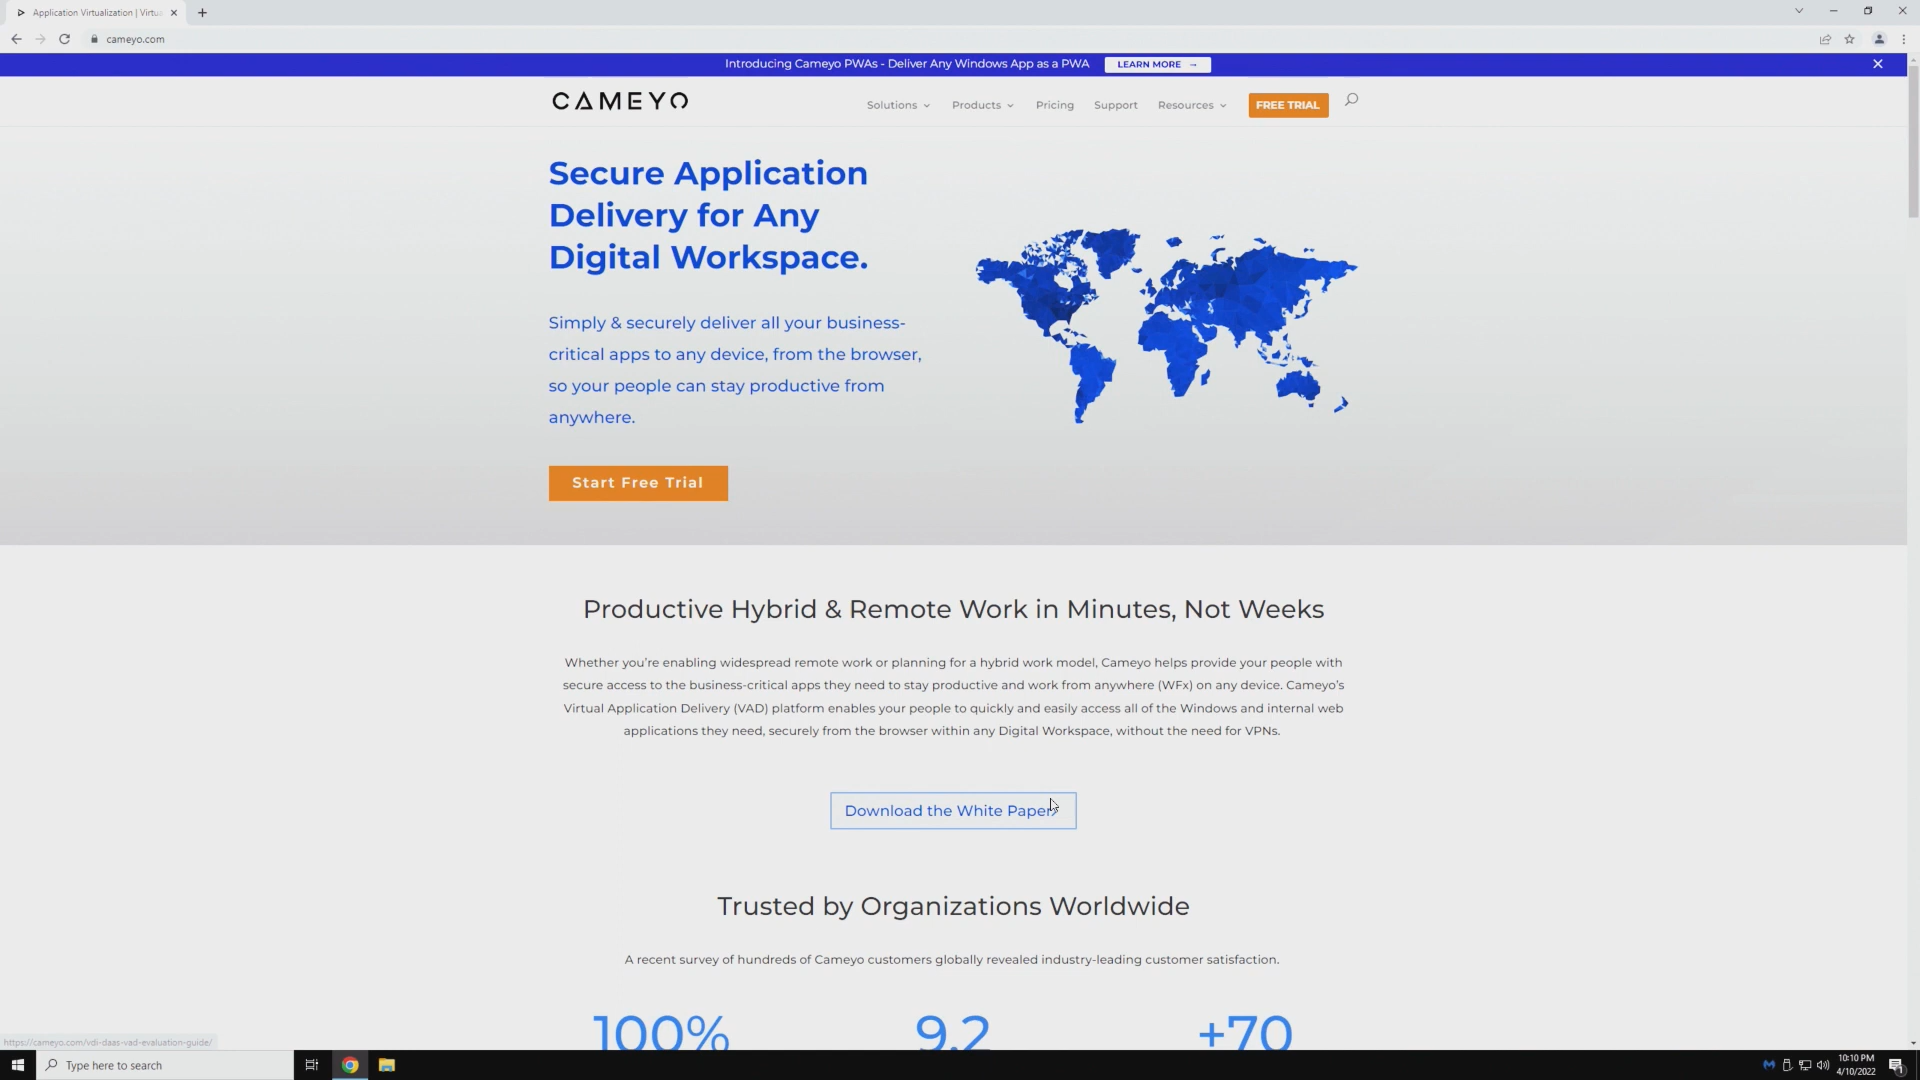 Application Virtualization | Virtua
cameyo.com
Introducing Cameyo PWAs - Deliver Any Windows App as a PWA
LEARN MORE →
CAMEYO
Solutions
Products
Pricing
Support
Resources
FREE TRIAL
Secure Application
Delivery for Any
Digital Workspace.
Simply & securely deliver all your business-
critical apps to any device, from the browser,
so your people can stay productive from
anywhere.
Start Free Trial
Productive Hybrid & Remote Work in Minutes, Not Weeks
Whether you're enabling widespread remote work or planning for a hybrid work model, Cameyo helps provide your people with
secure access to the business-critical apps they need to stay productive and work from anywhere (WFx) on any device. Cameyo's
Virtual Application Delivery (VAD) platform enables your people to quickly and easily access all of the Windows and internal web
applications they need, securely from the browser within any Digital Workspace, without the need for VPNs.
Download the White Paper
Trusted by Organizations Worldwide
A recent survey of hundreds of Cameyo customers globally revealed industry-leading customer satisfaction.
100%
9.2
+70
https://cameyo.com/vdi-daas-vad-evaluation-guide/
Type here to search
10:10 PM
4/10/2022
1